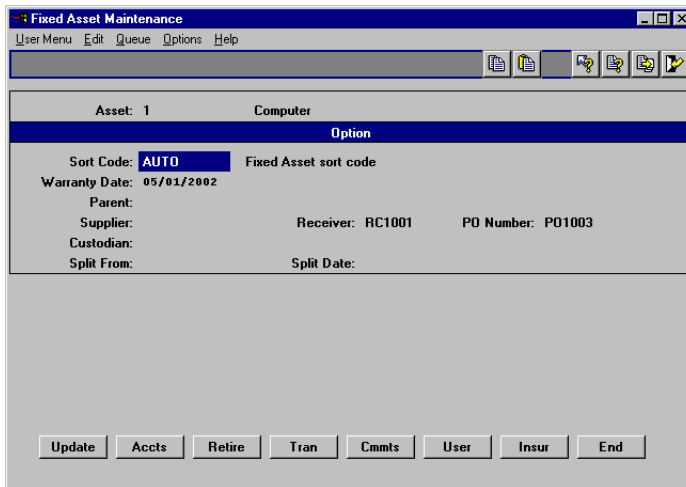 Fixed Asset Maintenance
User Menu Edit Queue Options Help
Asset: 1 Computer
Option
Sort Code: AUTO Fixed Asset sort code
Warranty Date: 05/01/2002
Parent:
Supplier: Receiver: RC1001 PO Number: PO1003
Custodian:
Split From: Split Date:
Update Accts Retire Tran Cmmts User Insur End